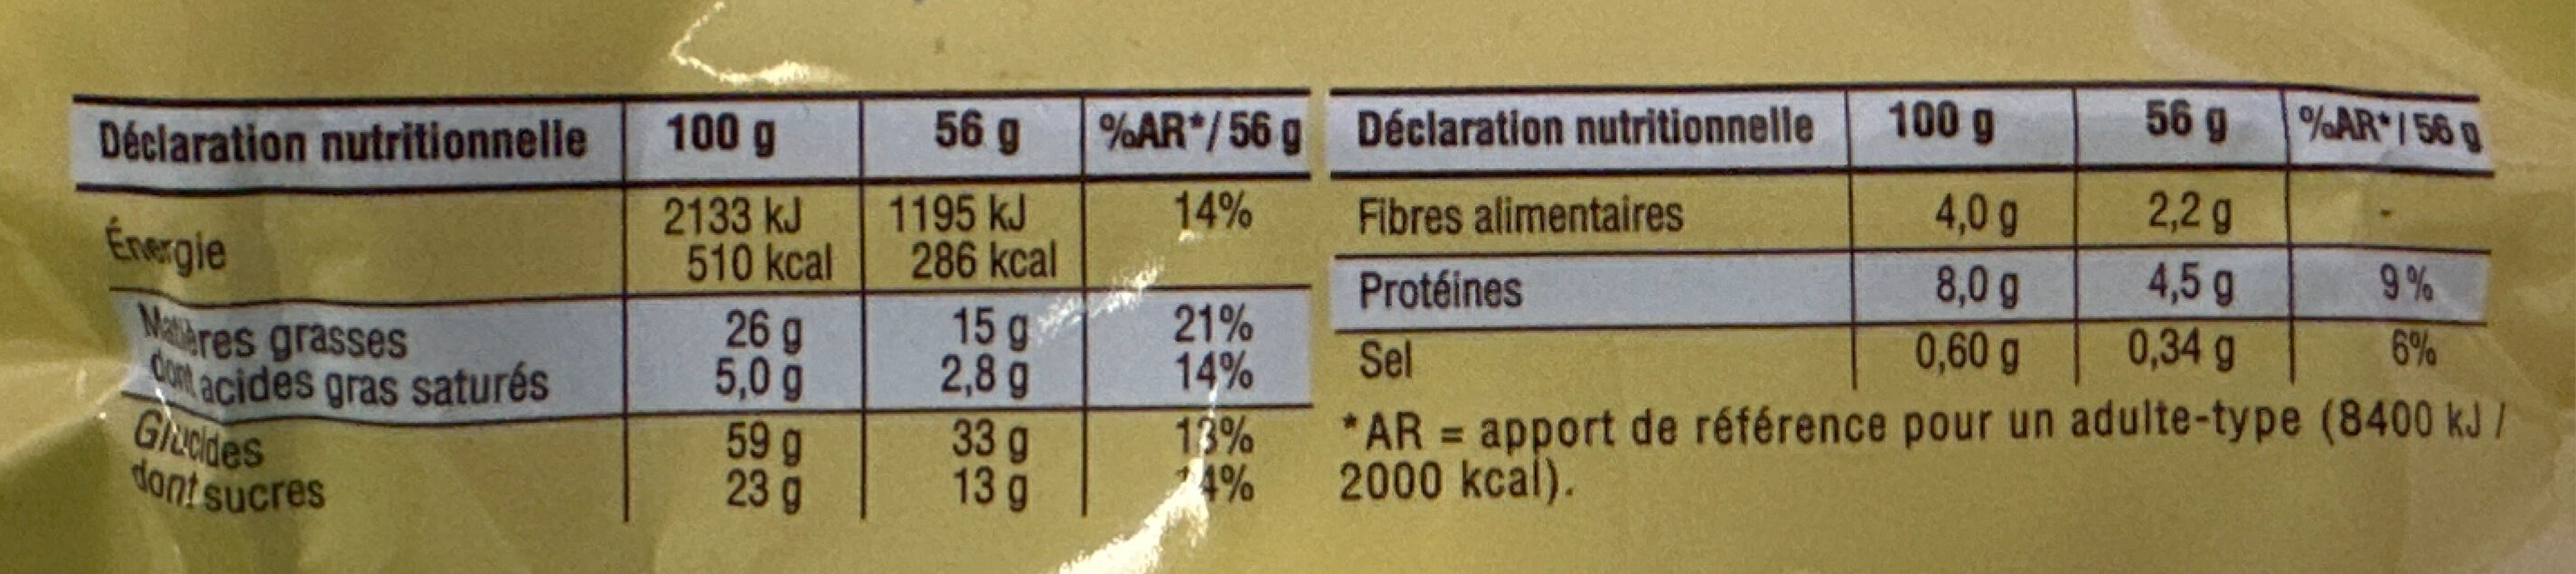 Déclaration nutritionnelle 100 g 56 g %AR*/ 56 g
Énergie 2133 kJ 1195 kJ 14%
510 kcal 286 kcal
Matières grasses 26 g 15 g 21%
dont acides gras saturés 5,0 g 2,8 g 14%
Glucides 59 g 33 g 13%
dont sucres 23 g 13 g 14%
Déclaration nutritionnelle 100 g 56 g %AR*/ 56 g
Fibres alimentaires 4,0 g 2,2 g -
Protéines 8,0 g 4,5 g 9%
Sel 0,60 g 0,34 g 6%
*AR = apport de référence pour un adulte-type (8400 kJ /
2000 kcal).